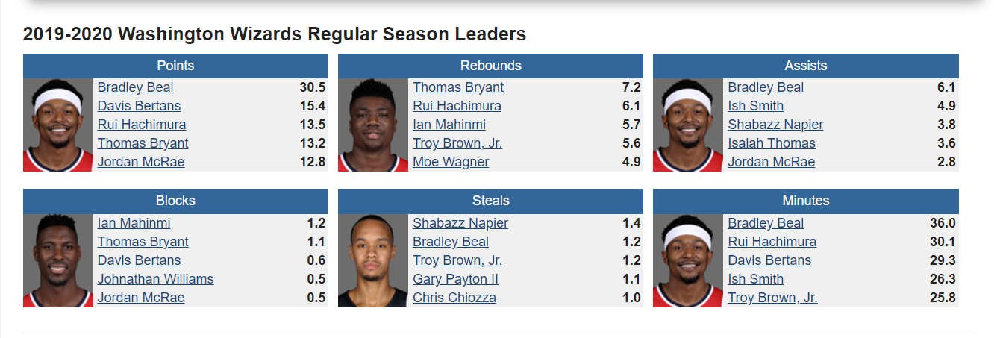 2019-2020 Washington Wizards Regular Season Leaders
Points
Bradley Beal 30.5
Davis Bertans 15.4
Rui Hachimura 13.5
Thomas Bryant 13.2
Jordan McRae 12.8
Rebounds
Thomas Bryant 7.2
Rui Hachimura 6.1
Ian Mahinmi 5.7
Troy Brown, Jr. 5.6
Moe Wagner 4.9
Assists
Bradley Beal 6.1
Ish Smith 4.9
Shabazz Napier 3.8
Isaiah Thomas 3.6
Jordan McRae 2.8
Blocks
Ian Mahinmi 1.2
Thomas Bryant 1.1
Davis Bertans 0.6
Johnathan Williams 0.5
Jordan McRae 0.5
Steals
Shabazz Napier 1.4
Bradley Beal 1.2
Troy Brown, Jr. 1.2
Gary Payton II 1.1
Chris Chiozza 1.0
Minutes
Bradley Beal 36.0
Rui Hachimura 30.1
Davis Bertans 29.3
Ish Smith 26.3
Troy Brown, Jr. 25.8